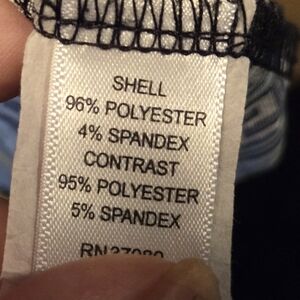 SHELL
96% POLYESTER
4% SPANDEX
CONTRAST
95% POLYESTER
5% SPANDEX